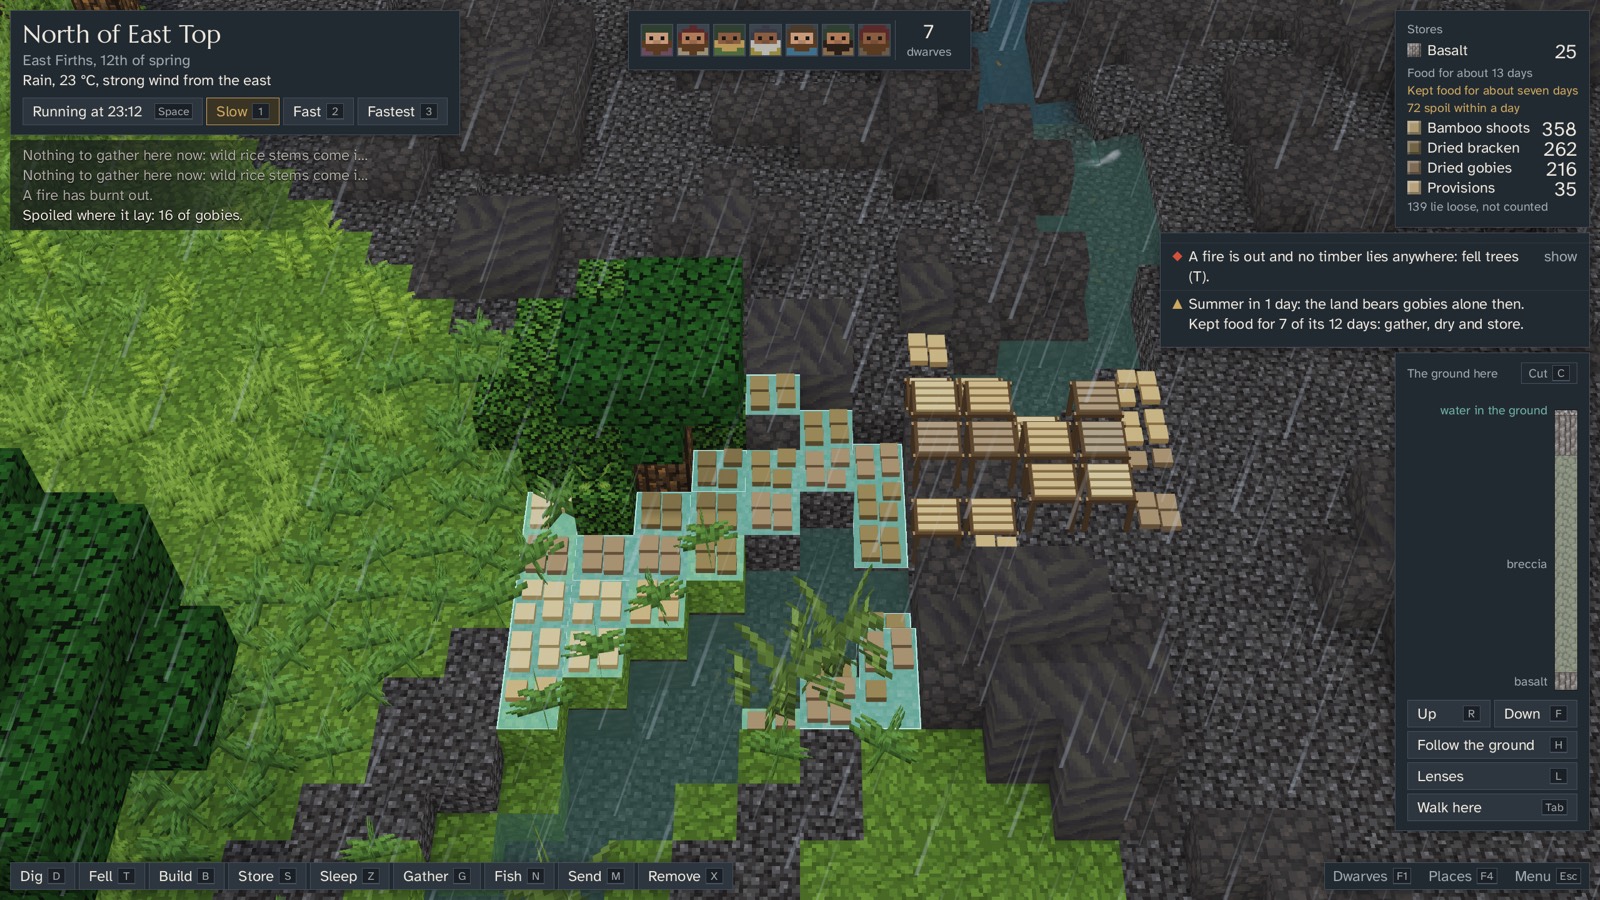 North of East Top
East Firths, 12th of spring
Rain, 23 °C, strong wind from the east
Running at 23:12 Space
Slow 1
Fast 2
Fastest 3
Nothing to gather here now: wild rice stems come i...
Nothing to gather here now: wild rice stems come i...
A fire has burnt out.
Spoiled where it lay: 16 of gobies.
7
dwarves
Stores
Basalt 25
Food for about 13 days
Kept food for about seven days
72 spoil within a day
Bamboo shoots 358
Dried bracken 262
Dried gobies 216
Provisions 35
139 lie loose, not counted
A fire is out and no timber lies anywhere: fell trees show
(T).
Summer in 1 day: the land bears gobies alone then.
Kept food for 7 of its 12 days: gather, dry and store.
The ground here Cut C
water in the ground
breccia
basalt
Up R Down F
Follow the ground H
Lenses L
Walk here Tab
Dig D Fell T Build B Store S Sleep Z Gather G Fish N Send M Remove X
Dwarves F1 Places F4 Menu Esc